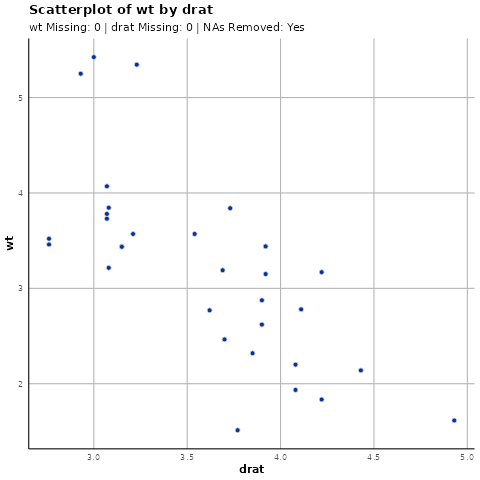 Scatterplot of wt by drat
wt Missing: 0 | drat Missing: 0 | NAs Removed: Yes
5
4
3
2
wt
3.0 3.5 4.0 4.5 5.0
drat